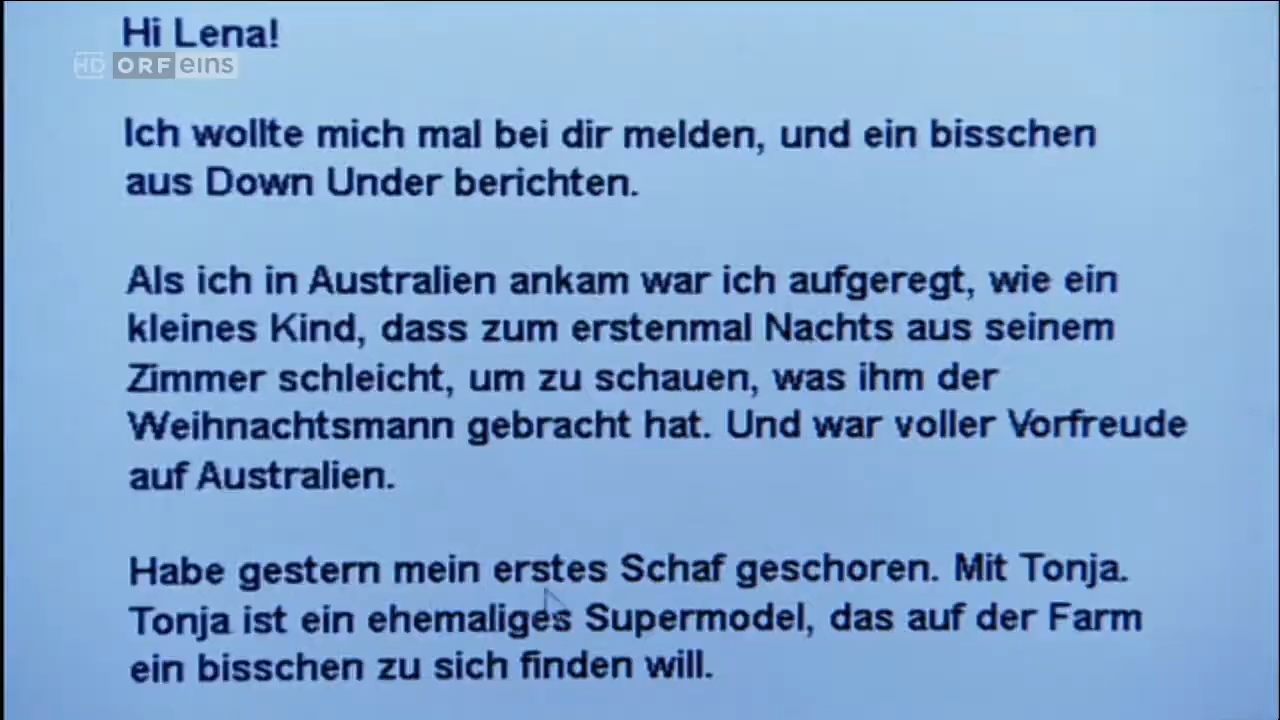 Hi Lena!
HD ORF eins
Ich wollte mich mal bei dir melden, und ein bisschen
aus Down Under berichten.
Als ich in Australien ankam war ich aufgeregt, wie ein
kleines Kind, dass zum erstenmal Nachts aus seinem
Zimmer schleicht, um zu schauen, was ihm der
Weihnachtsmann gebracht hat. Und war voller Vorfreude
auf Australien.
Habe gestern mein erstes Schaf geschoren. Mit Tonja.
Tonja ist ein ehemaliges Supermodel, das auf der Farm
ein bisschen zu sich finden will.